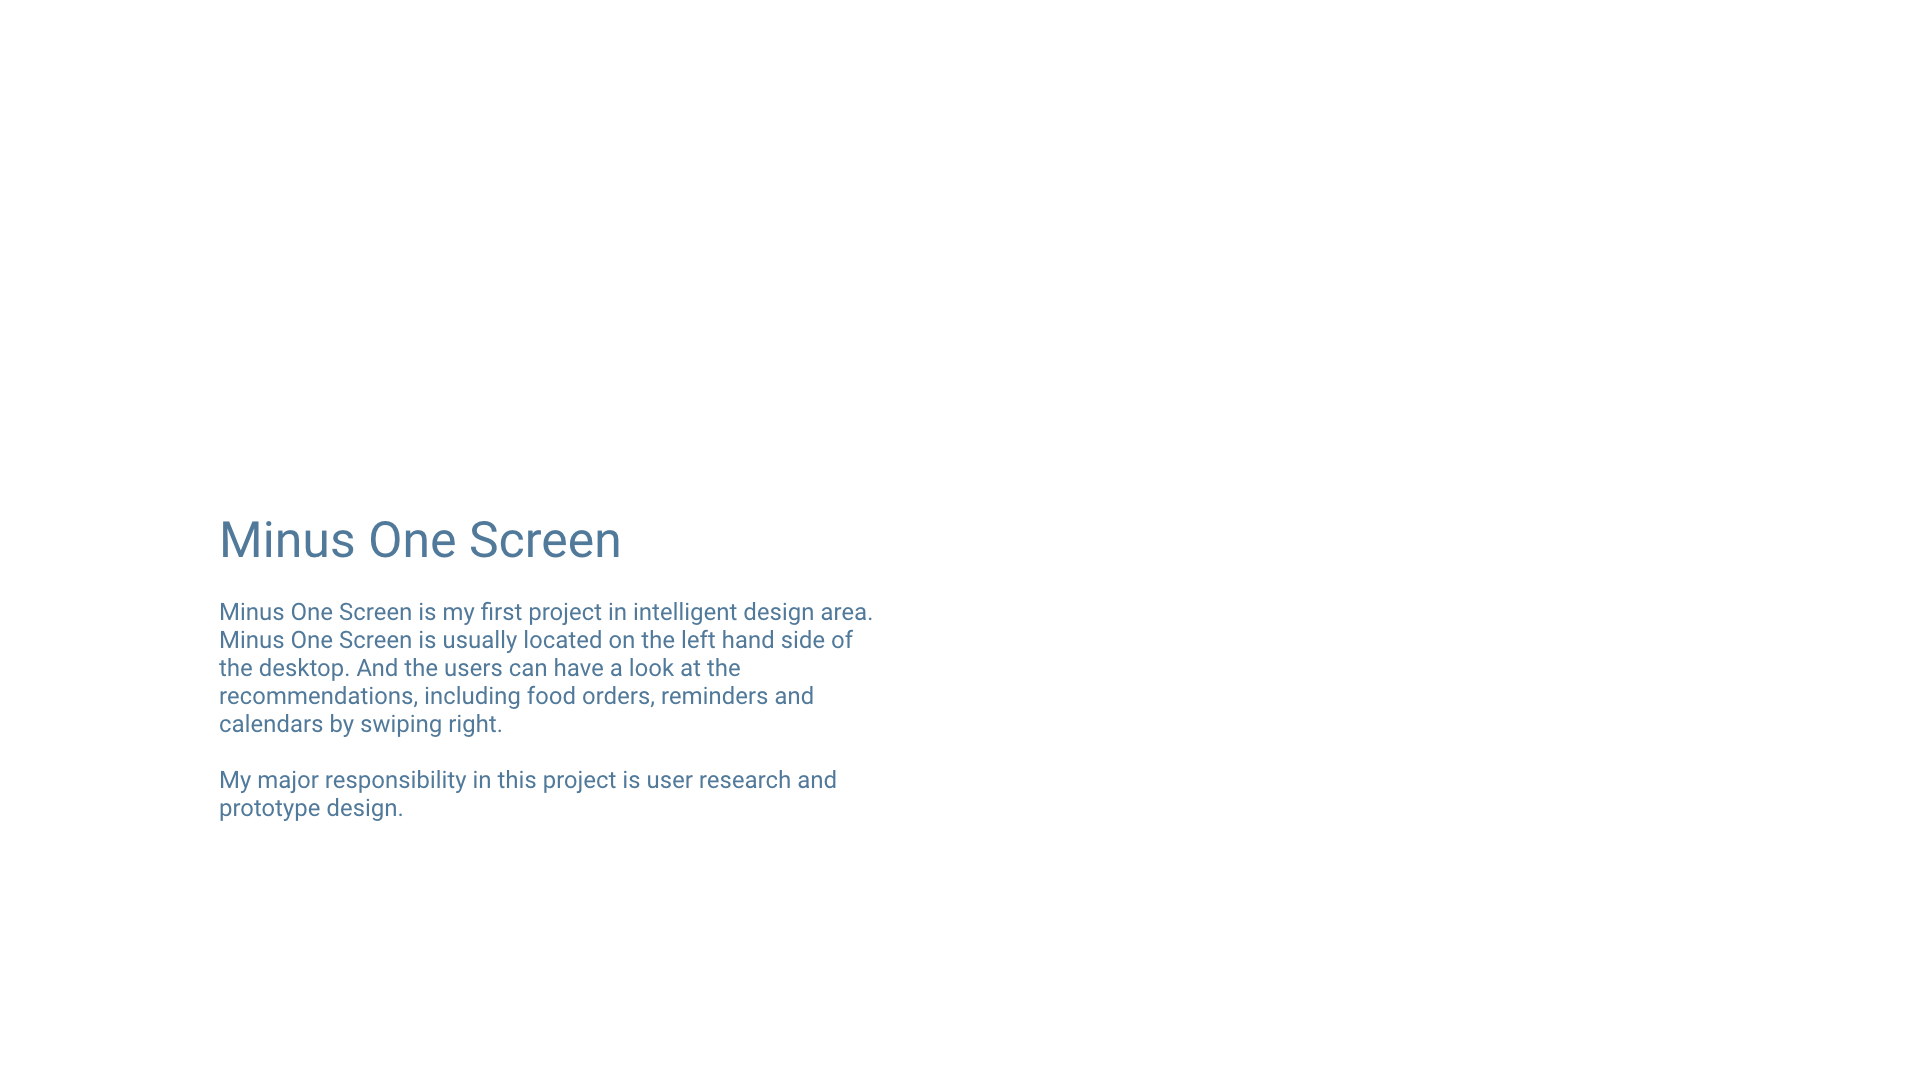 Minus One Screen
Minus One Screen is my first project in intelligent design area.
Minus One Screen is usually located on the left hand side of
the desktop. And the users can have a look at the
recommendations, including food orders, reminders and
calendars by swiping right.
My major responsibility in this project is user research and
prototype design.